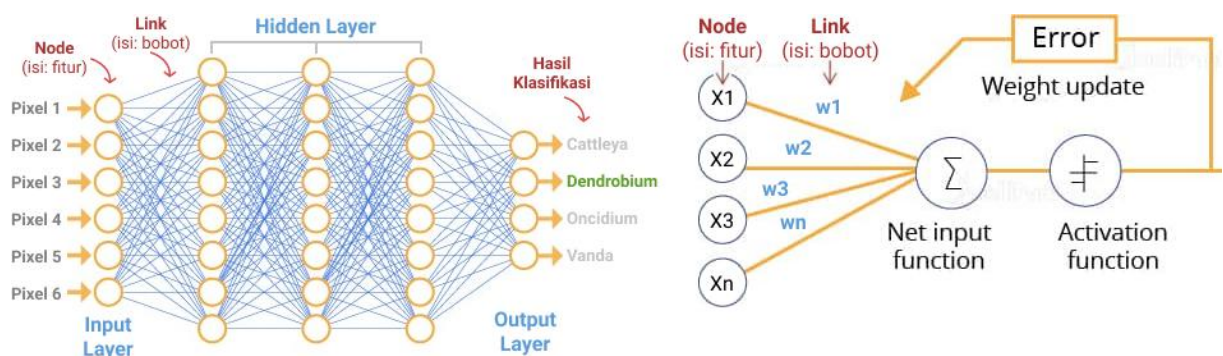 Hidden Layer
Link
(isi: bobot)
Node
(isi: fitur)
Hasil
Klasifikasi
Pixel 1
Pixel 2
Pixel 3
Pixel 4
Pixel 5
Pixel 6
Cattleya
Dendrobium
Oncidium
Vanda
Input
Layer
Output
Layer
Node
(isi: fitur)
Link
(isi: bobot)
Error
Weight update
X1
X2
X3
Xn
w1
w2
w3
wn
∑
Net input
function
Activation
function